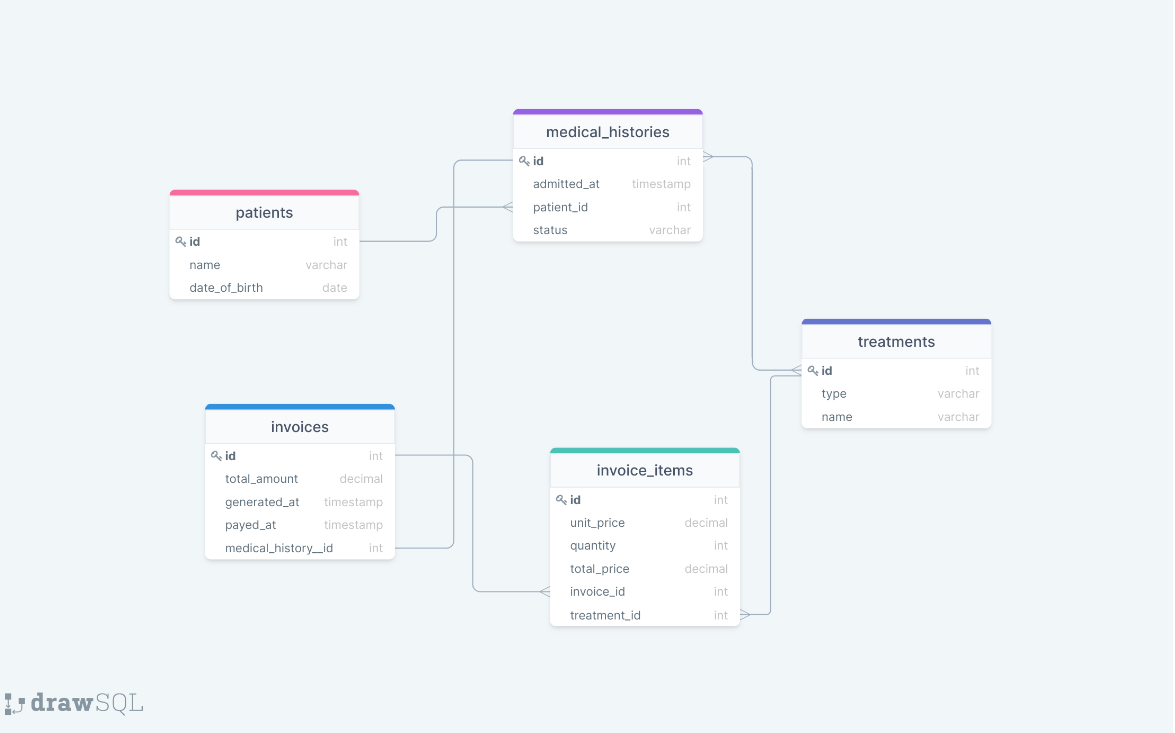 medical_histories
id int
admitted_at timestamp
patient_id int
status varchar
patients
id int
name varchar
date_of_birth date
treatments
id int
type varchar
name varchar
invoices
id int
total_amount decimal
generated_at timestamp
payed_at timestamp
medical_history__id int
invoice_items
id int
unit_price decimal
quantity int
total_price decimal
invoice_id int
treatment_id int
drawSQL